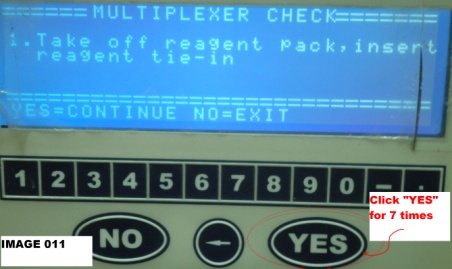 ====== MULTIPLEXER CHECK=======
1.Take off reagent pack,insert
reagent tie-in
YES=CONTINUE NO=EXIT
1 2 3 4 5 6 7 8 9 0 - .
Click "YES"
for 7 times
NO ← YES
IMAGE 011